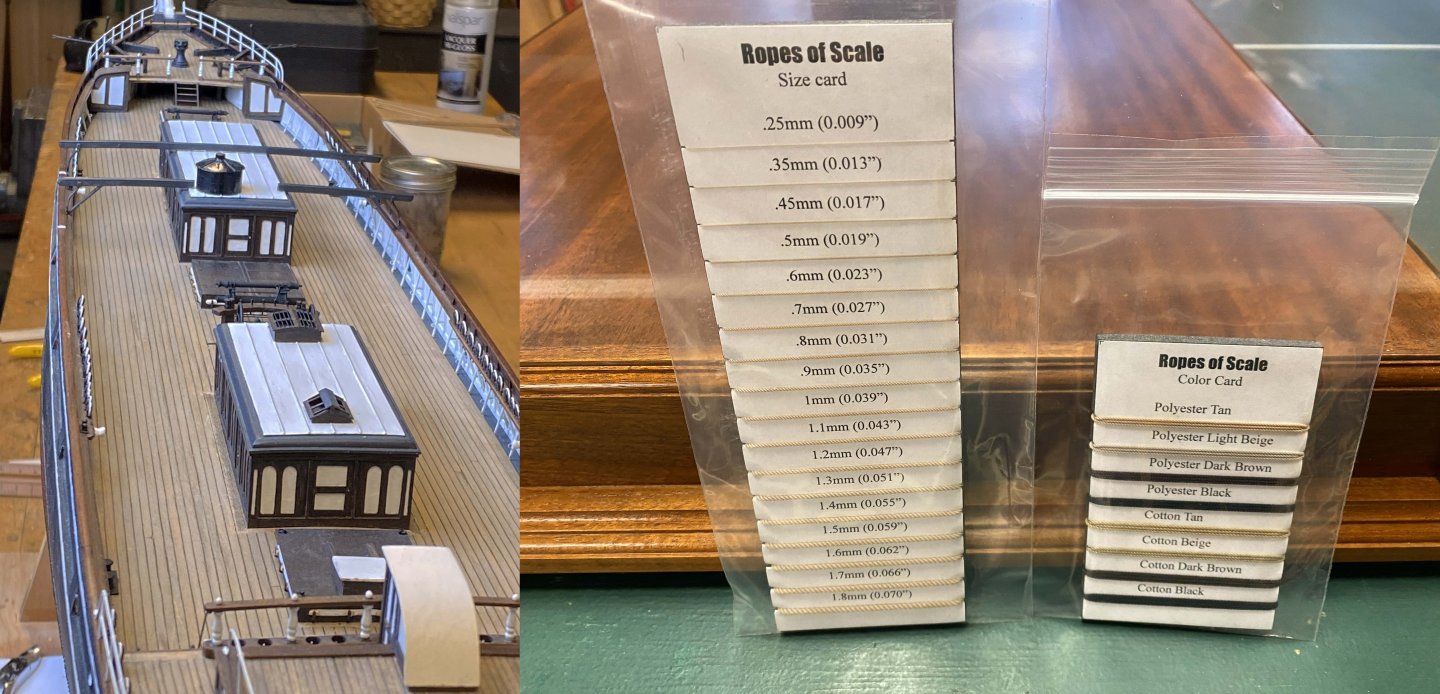 valspar
LACQUER
Ropes of Scale
Size card
.25mm (0.009”)
.35mm (0.013”)
.45mm (0.017”)
.5mm (0.019”)
.6mm (0.023”)
.7mm (0.027”)
.8mm (0.031”)
.9mm (0.035”)
1mm (0.039”)
1.1mm (0.043”)
1.2mm (0.047”)
1.3mm (0.051”)
1.4mm (0.055”)
1.5mm (0.059”)
1.6mm (0.062”)
1.7mm (0.066”)
1.8mm (0.070”)
Ropes of Scale
Color Card
Polyester Tan
Polyester Light Beige
Polyester Dark Brown
Polyester Black
Cotton Tan
Cotton Beige
Cotton Dark Brown
Cotton Black